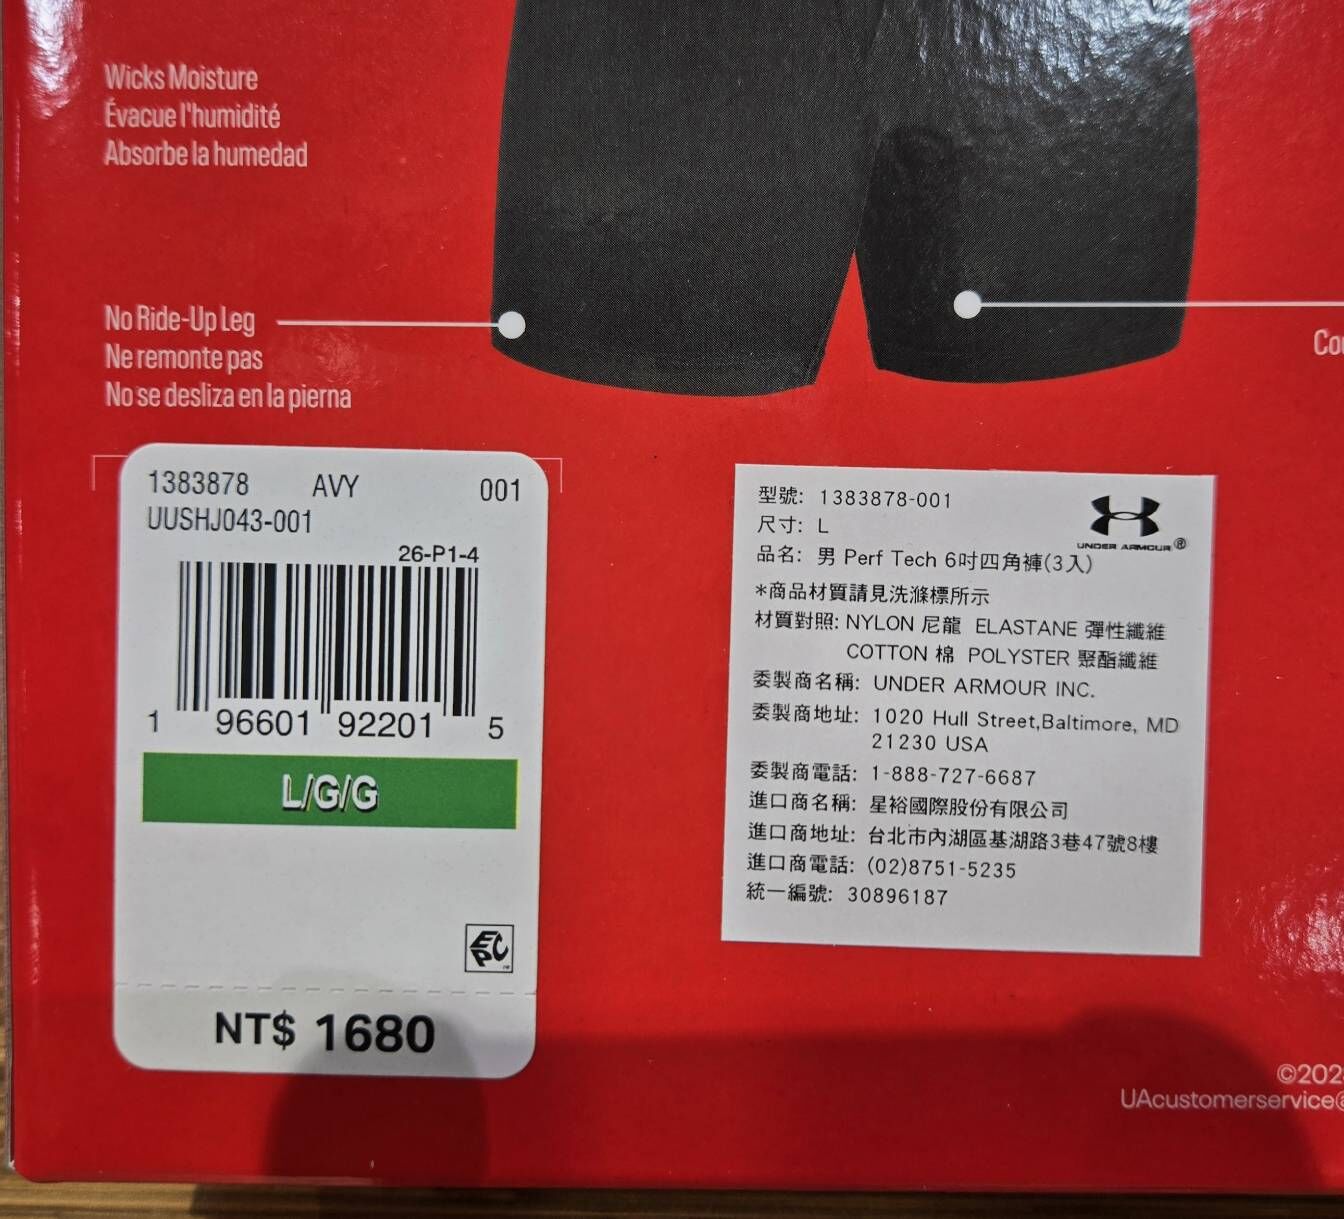 Wicks Moisture
Évacue l'humidité
Absorbe la humedad
No Ride-Up Leg
Ne remonte pas
No se desliza en la pierna
1383878 AVY 001
UUSHJ043-001
26-P1-4
1 96601 92201 5
L/G/G
EPC
NT$ 1680
型號: 1383878-001
尺寸: L
UNDER ARMOUR®
品名: 男 Perf Tech 6吋四角褲(3入)
*商品材質請見洗滌標所示
材質對照: NYLON 尼龍 ELASTANE 彈性纖維
COTTON 棉 POLYSTER 聚酯纖維
委製商名稱: UNDER ARMOUR INC.
委製商地址: 1020 Hull Street,Baltimore, MD
21230 USA
委製商電話: 1-888-727-6687
進口商名稱: 星裕國際股份有限公司
進口商地址: 台北市內湖區基湖路3巷47號8樓
進口商電話: (02)8751-5235
統一編號: 30896187